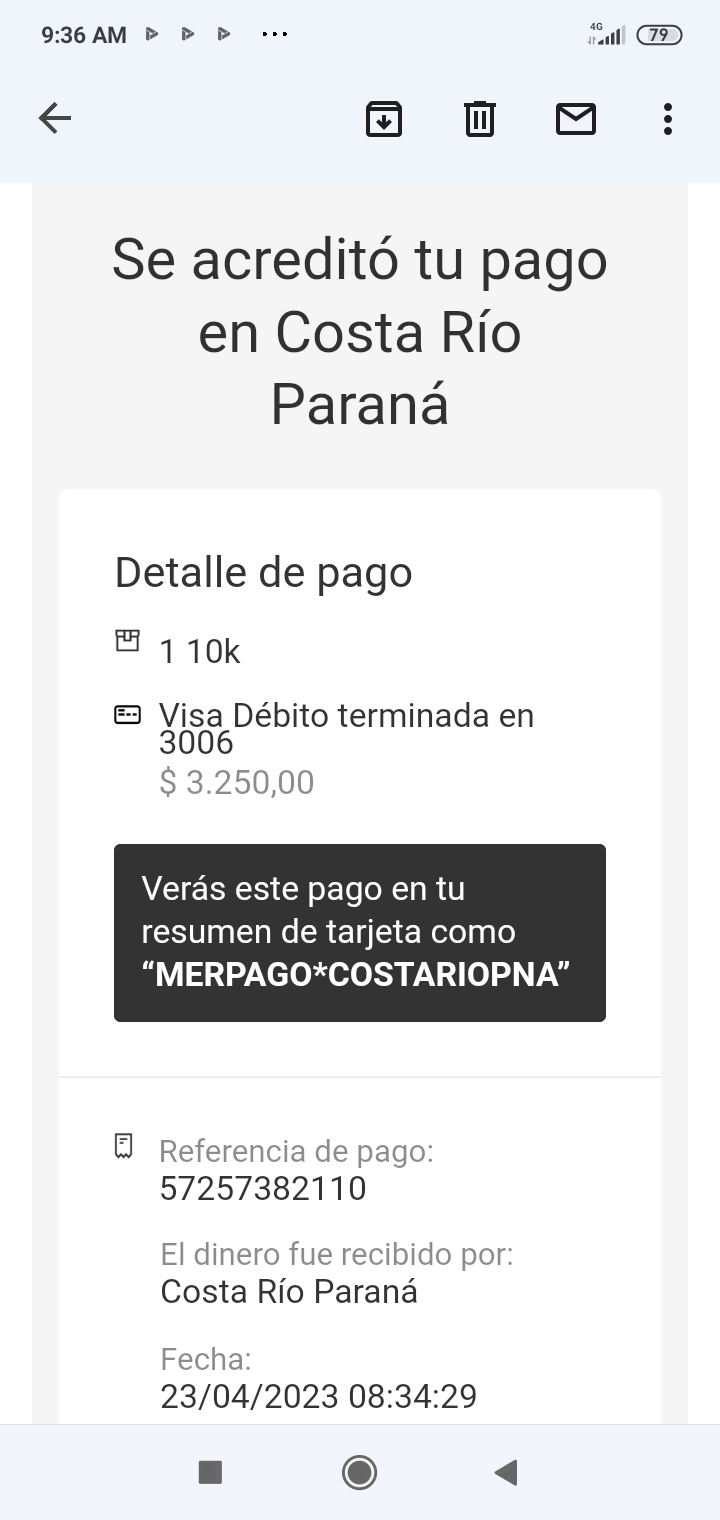 9:36 AM
4G
79
Se acreditó tu pago
en Costa Río
Paraná
Detalle de pago
1 10k
Visa Débito terminada en
3006
$ 3.250,00
Verás este pago en tu
resumen de tarjeta como
“MERPAGO*COSTARIOPNA”
Referencia de pago:
57257382110
El dinero fue recibido por:
Costa Río Paraná
Fecha:
23/04/2023 08:34:29